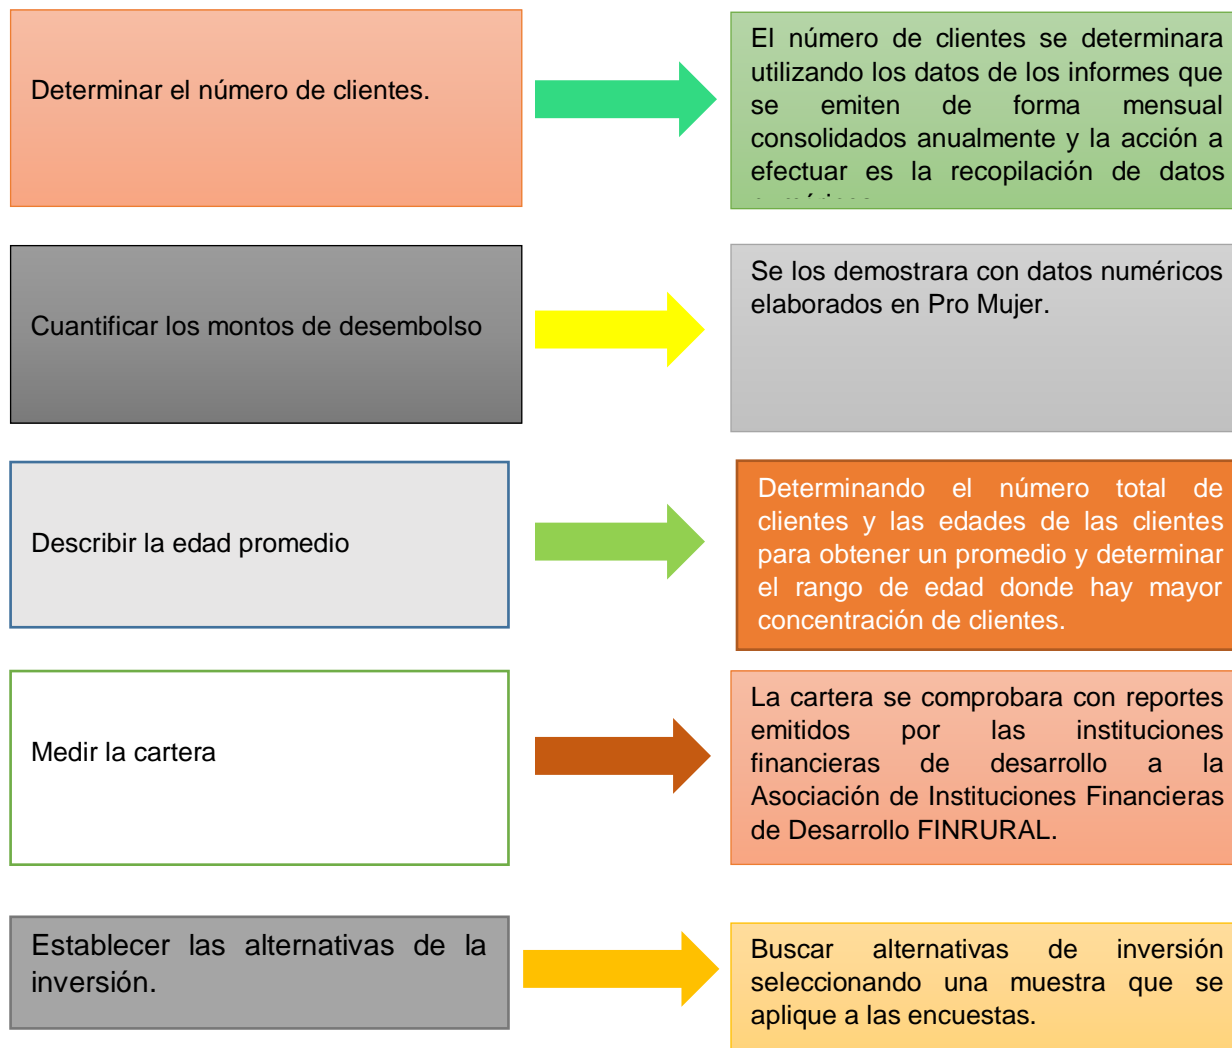 Determinar el número de clientes.
El número de clientes se determinara
utilizando los datos de los informes que
se emiten de forma mensual
consolidados anualmente y la acción a
efectuar es la recopilación de datos
Cuantificar los montos de desembolso
Se los demostrara con datos numéricos
elaborados en Pro Mujer.
Describir la edad promedio
Determinando el número total de
clientes y las edades de las clientes
para obtener un promedio y determinar
el rango de edad donde hay mayor
concentración de clientes.
Medir la cartera
La cartera se comprobara con reportes
emitidos por las instituciones
financieras de desarrollo a la
Asociación de Instituciones Financieras
de Desarrollo FINRURAL.
Establecer las alternativas de la
inversión.
Buscar alternativas de inversión
seleccionando una muestra que se
aplique a las encuestas.